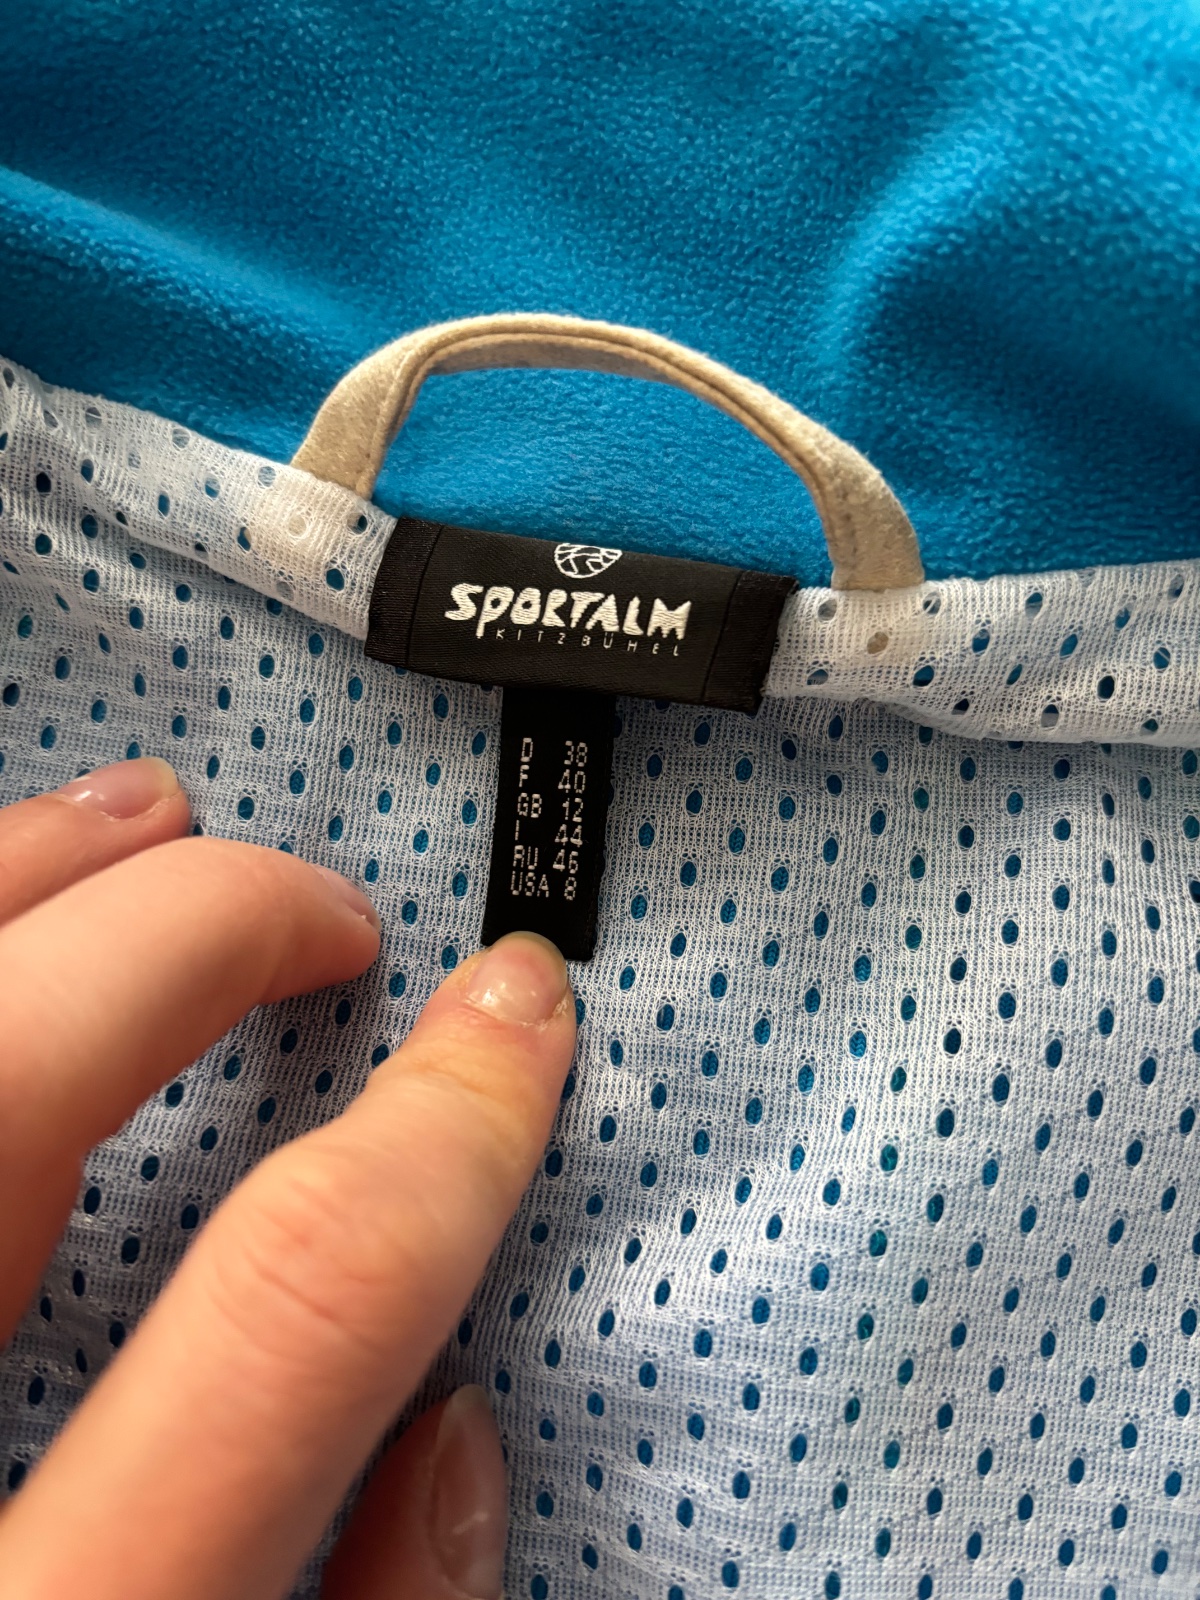 SPORTALM
KITZBÜHEL
D 38
F 40
GB 12
I 44
RU 46
USA 8